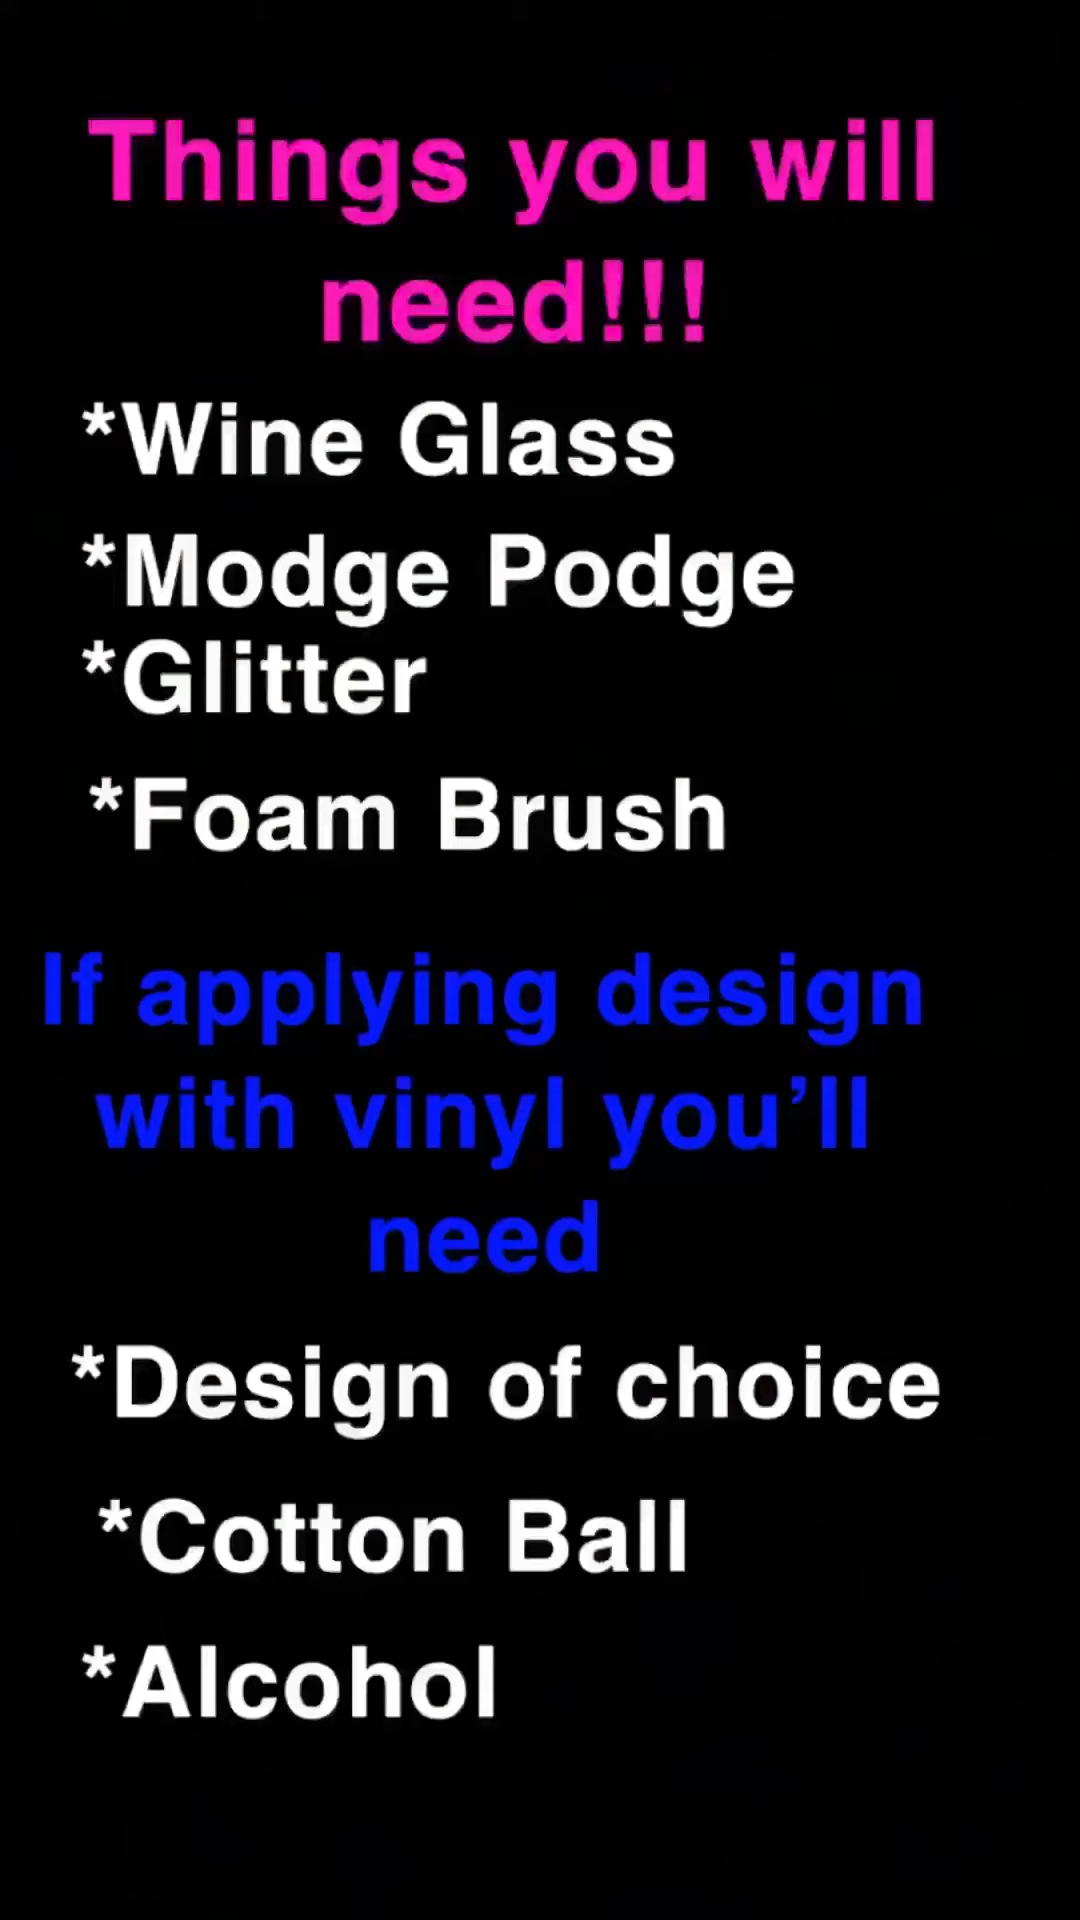 Things you will
need!!!
*Wine Glass
*Modge Podge
*Glitter
*Foam Brush
If applying design
with vinyl you’ll
need
*Design of choice
*Cotton Ball
*Alcohol